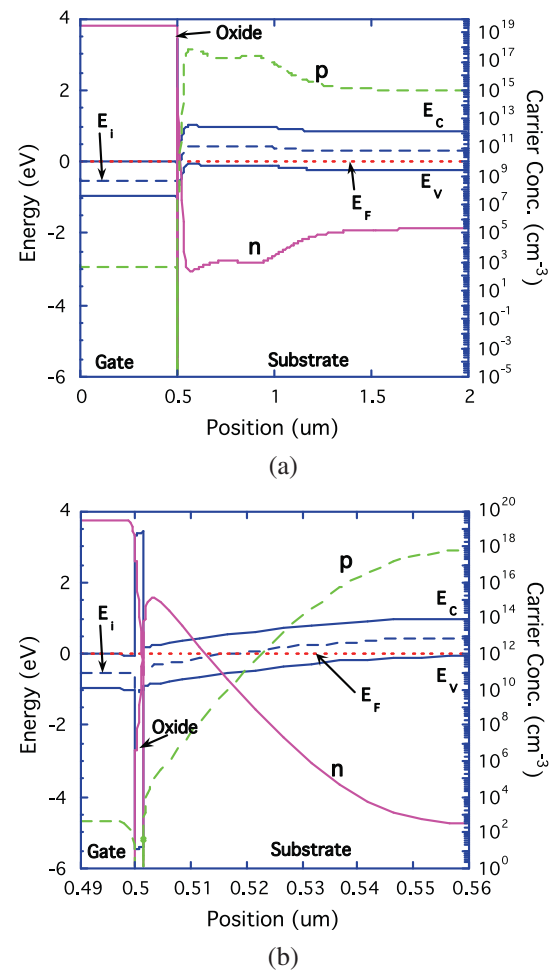 4
2
0
-2
-4
-6
Energy (eV)
Oxide
E_i
p
E_C
E_V
E_F
n
Gate
Substrate
10^19
10^17
10^15
10^13
10^11
10^9
10^7
10^5
10^3
10^1
10^-1
10^-3
10^-5
Carrier Conc. (cm^-3)
0 0.5 1 1.5 2
Position (um)
(a)
4
2
0
-2
-4
-6
Energy (eV)
E_i
p
E_C
E_V
E_F
Oxide
n
Gate
Substrate
10^20
10^18
10^16
10^14
10^12
10^10
10^8
10^6
10^4
10^2
10^0
Carrier Conc. (cm^-3)
0.49 0.5 0.51 0.52 0.53 0.54 0.55 0.56
Position (um)
(b)